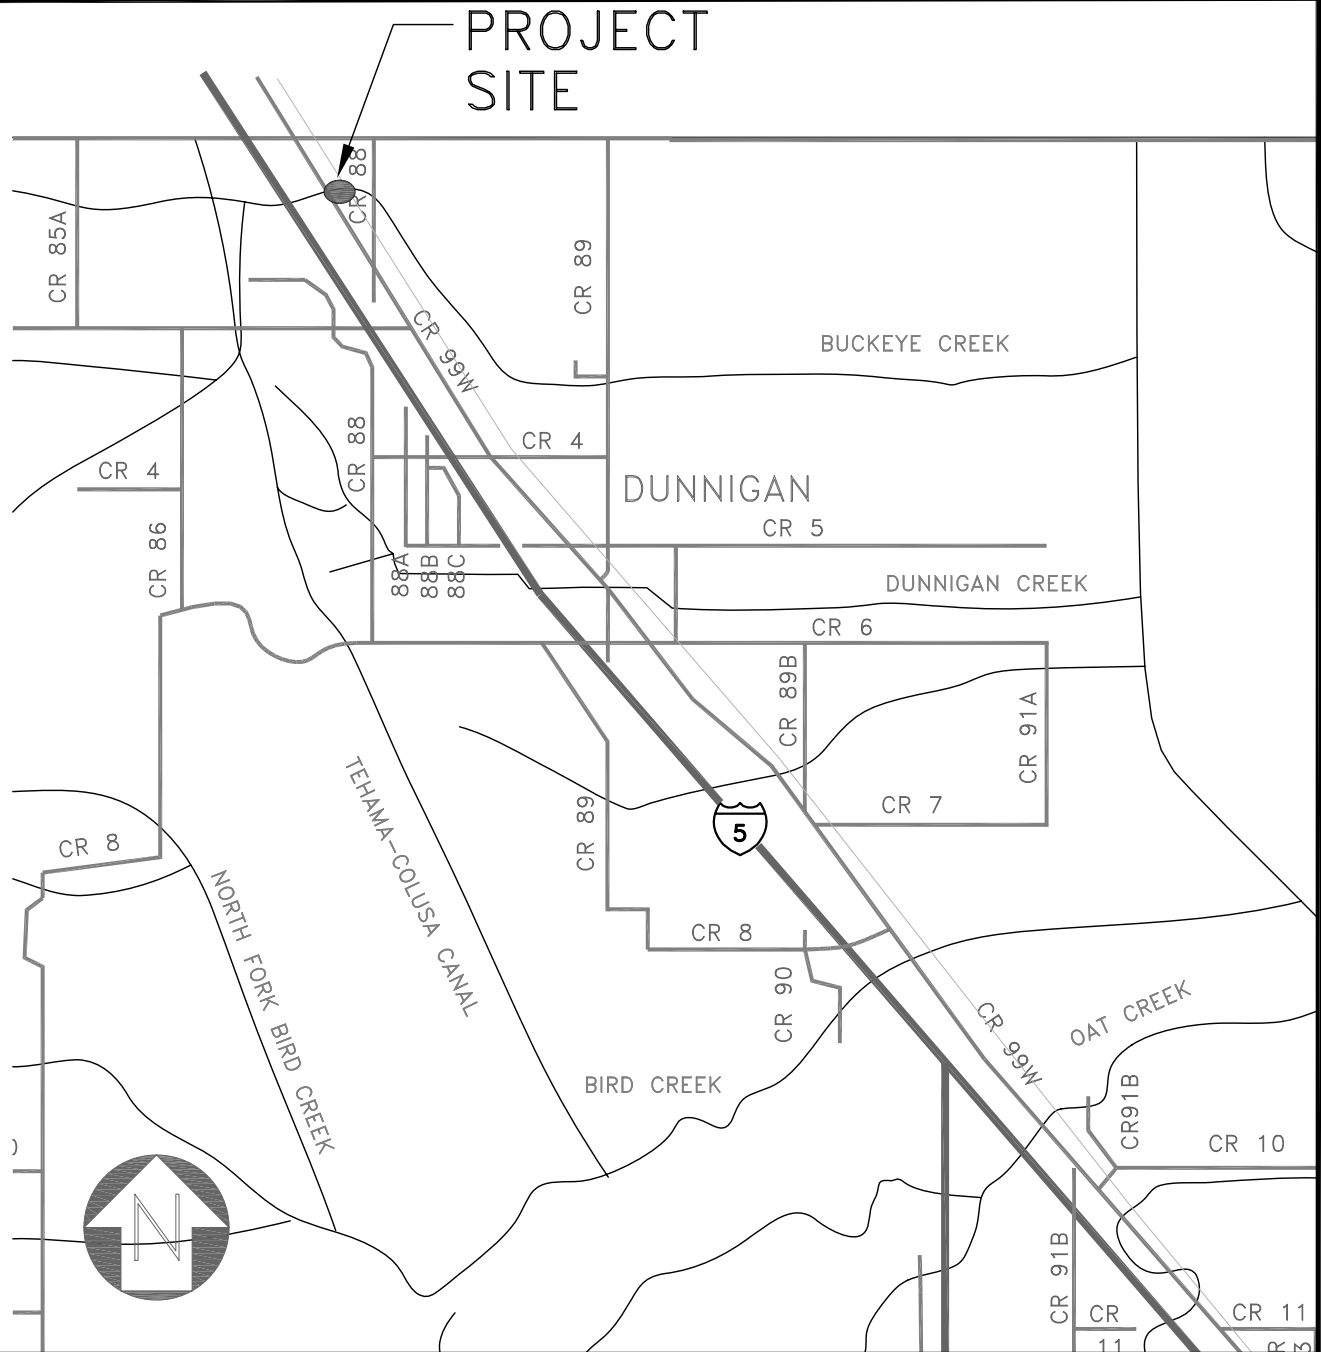 PROJECT
SITE
CR 88
CR 85A
CR 89
CR 99W
BUCKEYE CREEK
CR 88
CR 4
CR 4
DUNNIGAN
CR 5
CR 86
88A
88B
88C
DUNNIGAN CREEK
CR 6
CR 89B
CR 91A
TEHAMA-COLUSA CANAL
CR 89
CR 7
5
CR 8
NORTH FORK BIRD CREEK
CR 8
CR 90
CR 99W
OAT CREEK
BIRD CREEK
CR91B
CR 10
N
CR 91B
CR
11
CR 11